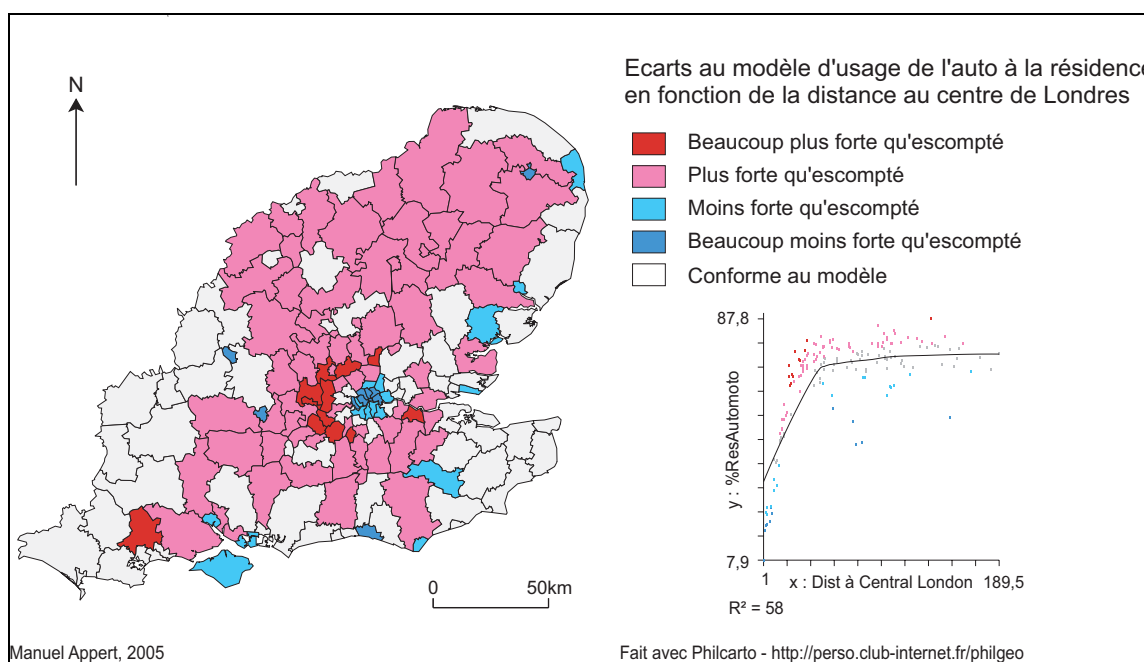 Ecarts au modèle d'usage de l'auto à la résidence
en fonction de la distance au centre de Londres
N
Beaucoup plus forte qu'escompté
Plus forte qu'escompté
Moins forte qu'escompté
Beaucoup moins forte qu'escompté
Conforme au modèle
87,8
y : %ResAutomoto
7,9
1
x : Dist à Central London
189,5
R² = 58
0
50km
Manuel Appert, 2005
Fait avec Philcarto - http://perso.club-internet.fr/philgeo